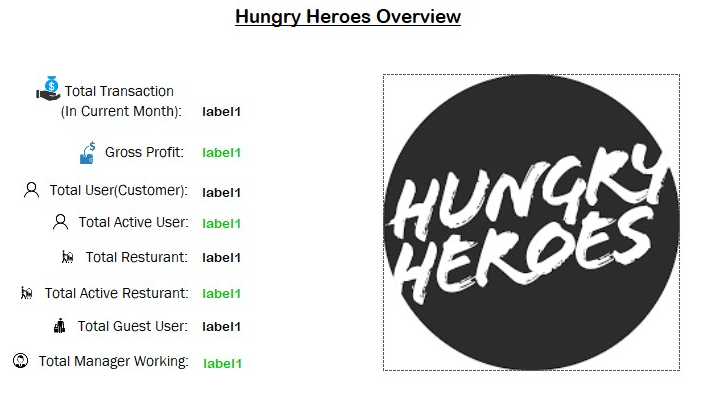 Hungry Heroes Overview
Total Transaction
(In Current Month): label1
Gross Profit: label1
Total User(Customer): label1
Total Active User: label1
Total Resturant: label1
Total Active Resturant: label1
Total Guest User: label1
Total Manager Working: label1
HUNGRY
HEROES